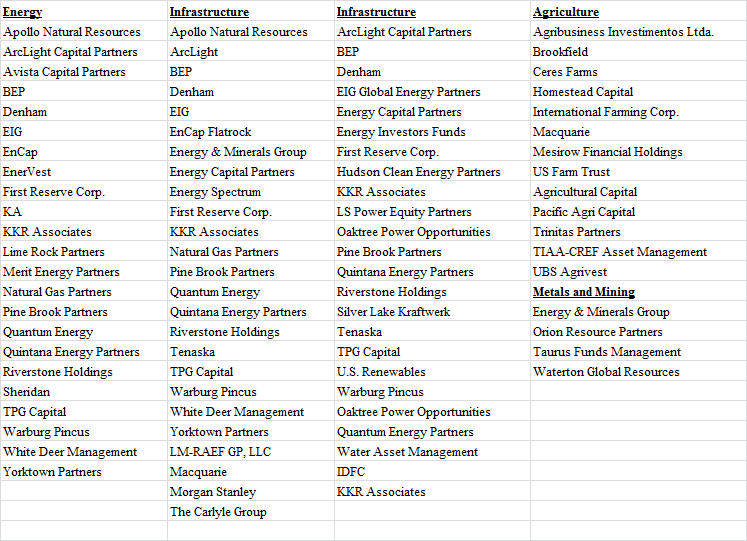 Energy Infrastructure Infrastructure Agriculture
Apollo Natural Resources Apollo Natural Resources ArcLight Capital Partners Agribusiness Investimentos Ltda.
ArcLight Capital Partners ArcLight BEP Brookfield
Avista Capital Partners BEP Denham Ceres Farms
BEP Denham EIG Global Energy Partners Homestead Capital
Denham EIG Energy Capital Partners International Farming Corp.
EIG EnCap Flatrock Energy Investors Funds Macquarie
EnCap Energy & Minerals Group First Reserve Corp. Mesirow Financial Holdings
EnerVest Energy Capital Partners Hudson Clean Energy Partners US Farm Trust
First Reserve Corp. Energy Spectrum KKR Associates Agricultural Capital
KA First Reserve Corp. LS Power Equity Partners Pacific Agri Capital
KKR Associates KKR Associates Oaktree Power Opportunities Trinitas Partners
Lime Rock Partners Natural Gas Partners Pine Brook Partners TIAA-CREF Asset Management
Merit Energy Partners Pine Brook Partners Quintana Energy Partners UBS Agrivest
Natural Gas Partners Quantum Energy Riverstone Holdings Metals and Mining
Pine Brook Partners Quintana Energy Partners Silver Lake Kraftwerk Energy & Minerals Group
Quantum Energy Riverstone Holdings Tenaska Orion Resource Partners
Quintana Energy Partners Tenaska TPG Capital Taurus Funds Management
Riverstone Holdings TPG Capital U.S. Renewables Waterton Global Resources
Sheridan Warburg Pincus Warburg Pincus
TPG Capital White Deer Management Oaktree Power Opportunities
Warburg Pincus Yorktown Partners Quantum Energy Partners
White Deer Management LM-RAEF GP, LLC Water Asset Management
Yorktown Partners Macquarie IDFC
Morgan Stanley KKR Associates
The Carlyle Group